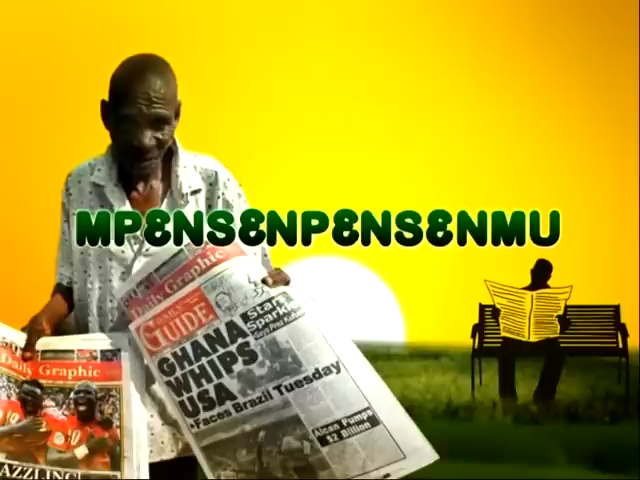 MPƐNSƐNPƐNSƐNMU
Daily Graphic
DAILY
GUIDE
GHANA
WHIPS
USA
•Faces Brazil Tuesday
Alcan Pumps
$2 Billion
Daily Graphic